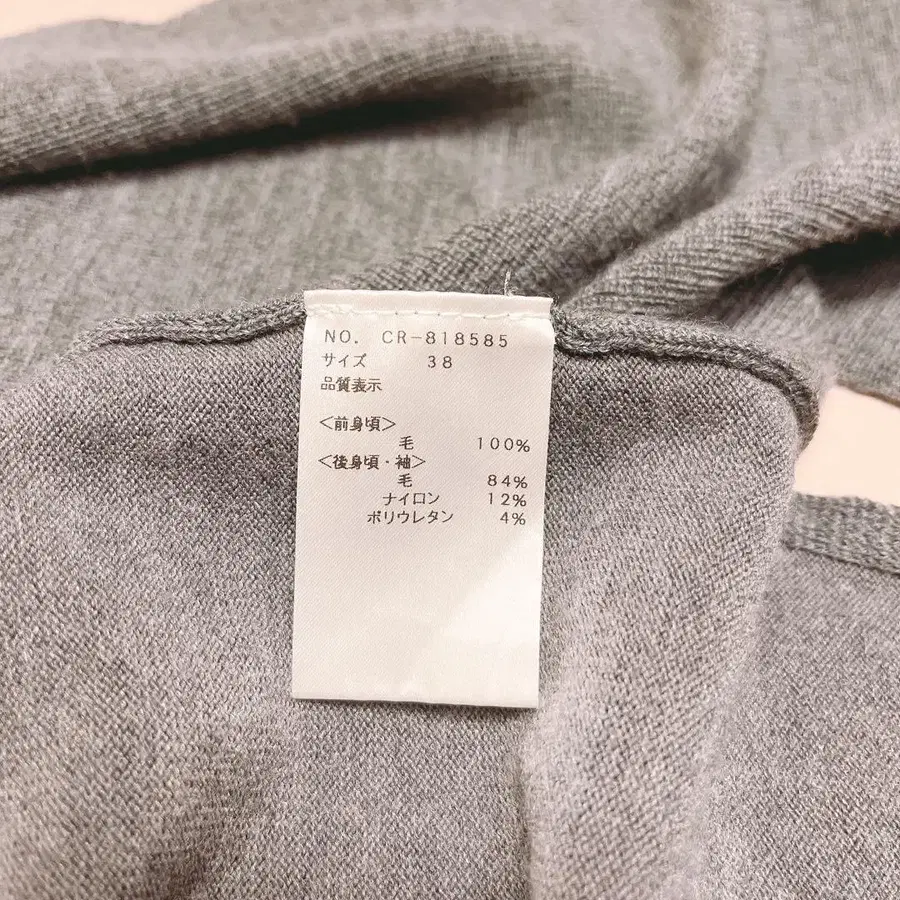 NO. CR-818585
サイズ 38
品質表示
<前身頃>
毛 100%
<後身頃・袖>
毛 84%
ナイロン 12%
ポリウレタン 4%